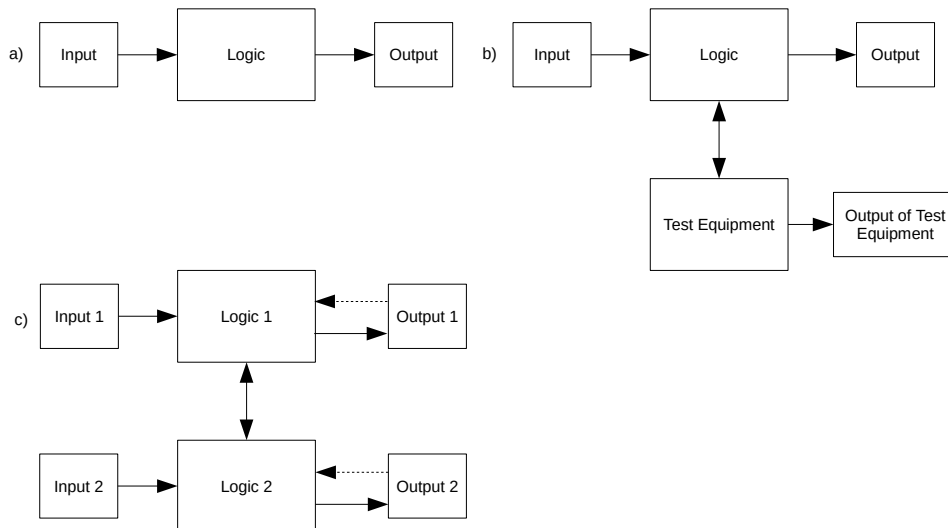 a)
Input
Logic
Output
b)
Input
Logic
Output
Test Equipment
Output of Test
Equipment
c)
Input 1
Logic 1
Output 1
Input 2
Logic 2
Output 2